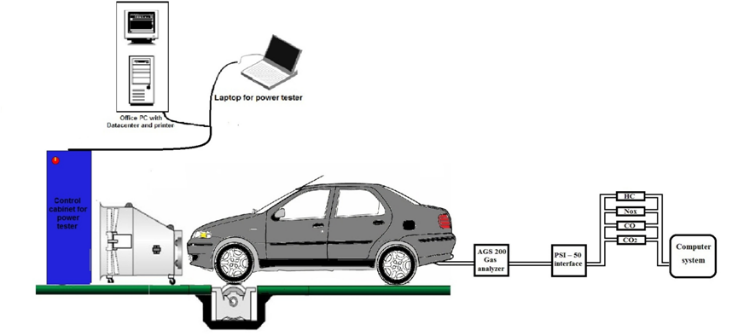 Office PC with
Datacenter and printer
Laptop for power tester
Control
cabinet for
power
tester
AGS 200
Gas
analyzer
PSI – 50
interface
HC
Nox
CO
CO2
Computer
system